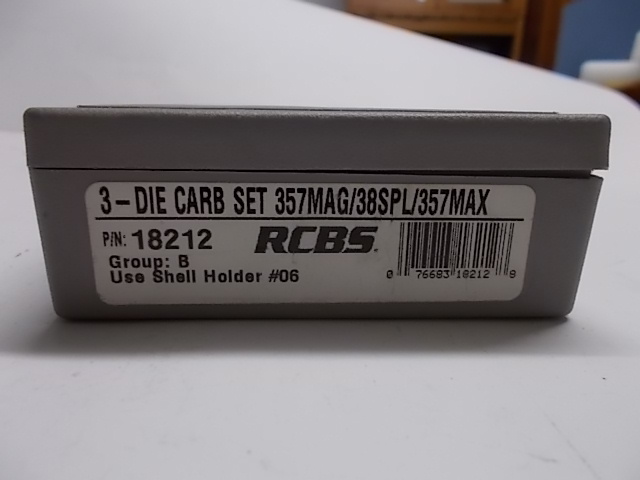 3-DIE CARB SET 357MAG/38SPL/357MAX
P/N: 18212 RCBS.
Group: B
Use Shell Holder #06
0 76683 18212 8